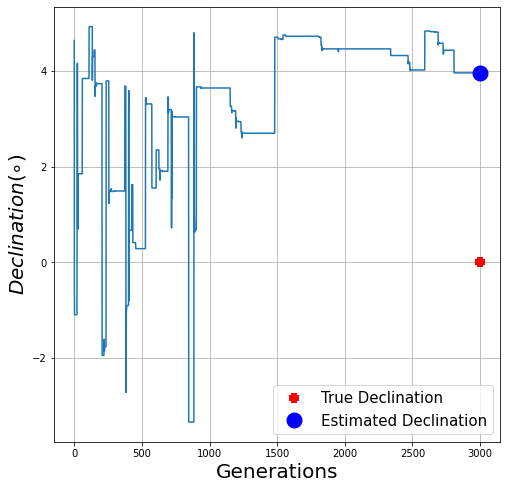 4
2
0
−2
Declination(∘)
0
500
1000
1500
2000
2500
3000
Generations
True Declination
Estimated Declination